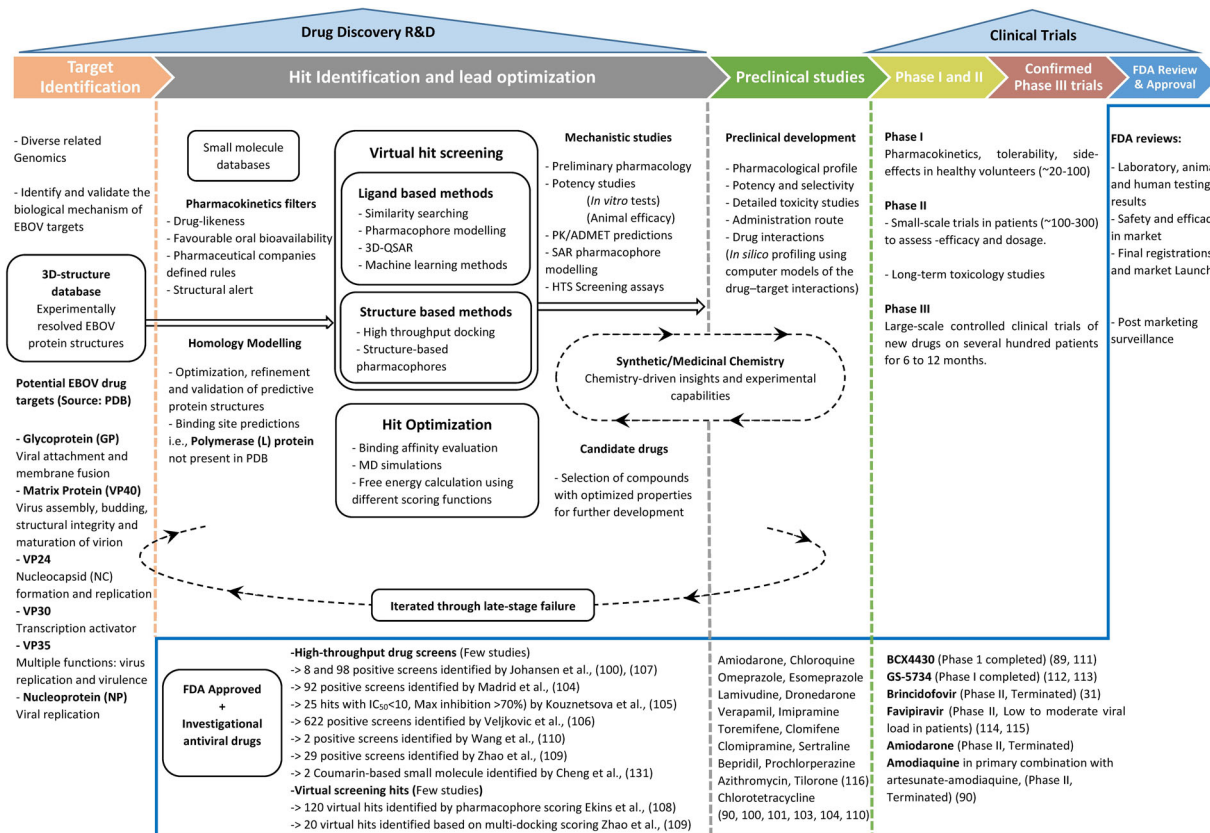 Drug Discovery R&D
Clinical Trials
Target
Identification
Hit Identification and lead optimization
Preclinical studies
Phase I and II
Confirmed
Phase III trials
FDA Review
& Approval
- Diverse related
Genomics
- Identify and validate the
biological mechanism of
EBOV targets
3D-structure
database
Experimentally
resolved EBOV
protein structures
Potential EBOV drug
targets (Source: PDB)
- Glycoprotein (GP)
Viral attachment and
membrane fusion
- Matrix Protein (VP40)
Virus assembly, budding,
structural integrity and
maturation of virion
- VP24
Nucleocapsid (NC)
formation and replication
- VP30
Transcription activator
- VP35
Multiple functions: virus
replication and virulence
- Nucleoprotein (NP)
Viral replication
Small molecule
databases
Pharmacokinetics filters
- Drug-likeness
- Favourable oral bioavailability
- Pharmaceutical companies
defined rules
- Structural alert
Homology Modelling
- Optimization, refinement
and validation of predictive
protein structures
- Binding site predictions
i.e., Polymerase (L) protein
not present in PDB
Virtual hit screening
Ligand based methods
- Similarity searching
- Pharmacophore modelling
- 3D-QSAR
- Machine learning methods
Structure based methods
- High throughput docking
- Structure-based
pharmacophores
Hit Optimization
- Binding affinity evaluation
- MD simulations
- Free energy calculation using
different scoring functions
Mechanistic studies
- Preliminary pharmacology
- Potency studies
(In vitro tests)
(Animal efficacy)
- PK/ADMET predictions
- SAR pharmacophore
modelling
- HTS Screening assays
Synthetic/Medicinal Chemistry
Chemistry-driven insights and experimental
capabilities
Candidate drugs
- Selection of compounds
with optimized properties
for further development
Iterated through late-stage failure
Preclinical development
- Pharmacological profile
- Potency and selectivity
- Detailed toxicity studies
- Administration route
- Drug interactions
(In silico profiling using
computer models of the
drug–target interactions)
Phase I
Pharmacokinetics, tolerability, side-
effects in healthy volunteers (~20-100)
Phase II
- Small-scale trials in patients (~100-300)
to assess -efficacy and dosage.
- Long-term toxicology studies
Phase III
Large-scale controlled clinical trials of
new drugs on several hundred patients
for 6 to 12 months.
FDA reviews:
- Laboratory, anima
and human testing
results
- Safety and efficac
in market
- Final registrations
and market Launch
- Post marketing
surveillance
FDA Approved
+
Investigational
antiviral drugs
-High-throughput drug screens (Few studies)
-> 8 and 98 positive screens identified by Johansen et al., (100), (107)
-> 92 positive screens identified by Madrid et al., (104)
-> 25 hits with IC50<10, Max inhibition >70%) by Kouznetsova et al., (105)
-> 622 positive screens identified by Veljkovic et al., (106)
-> 2 positive screens identified by Wang et al., (110)
-> 29 positive screens identified by Zhao et al., (109)
-> 2 Coumarin-based small molecule identified by Cheng et al., (131)
-Virtual screening hits (Few studies)
-> 120 virtual hits identified by pharmacophore scoring Ekins et al., (108)
-> 20 virtual hits identified based on multi-docking scoring Zhao et al., (109)
Amiodarone, Chloroquine
Omeprazole, Esomeprazole
Lamivudine, Dronedarone
Verapamil, Imipramine
Toremifene, Clomifene
Clomipramine, Sertraline
Bepridil, Prochlorperazine
Azithromycin, Tilorone (116)
Chlorotetracycline
(90, 100, 101, 103, 104, 110)
BCX4430 (Phase 1 completed) (89, 111)
GS-5734 (Phase I completed) (112, 113)
Brincidofovir (Phase II, Terminated) (31)
Favipiravir (Phase II, Low to moderate viral
load in patients) (114, 115)
Amiodarone (Phase II, Terminated)
Amodiaquine in primary combination with
artesunate-amodiaquine, (Phase II,
Terminated) (90)